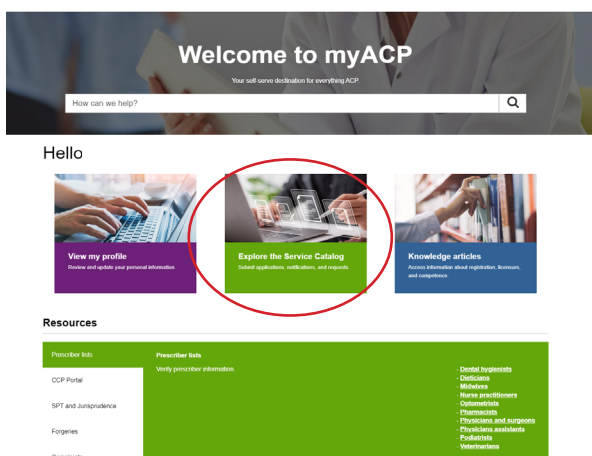 Welcome to myACP
Your self-serve destination for everything ACP.
How can we help?
Hello
View my profile
Review and update your personal information.
Explore the Service Catalog
Submit applications, notifications, and requests.
Knowledge articles
Access information about registration, licensure,
and competence.
Resources
Prescriber lists
CCP Portal
SPT and Jurisprudence
Forgeries
Prescriber lists
Verify prescriber information
- Dental hygienists
- Dieticians
- Midwives
- Nurse practitioners
- Optometrists
- Pharmacists
- Physicians and surgeons
- Physicians assistants
- Podiatrists
- Veterinarians